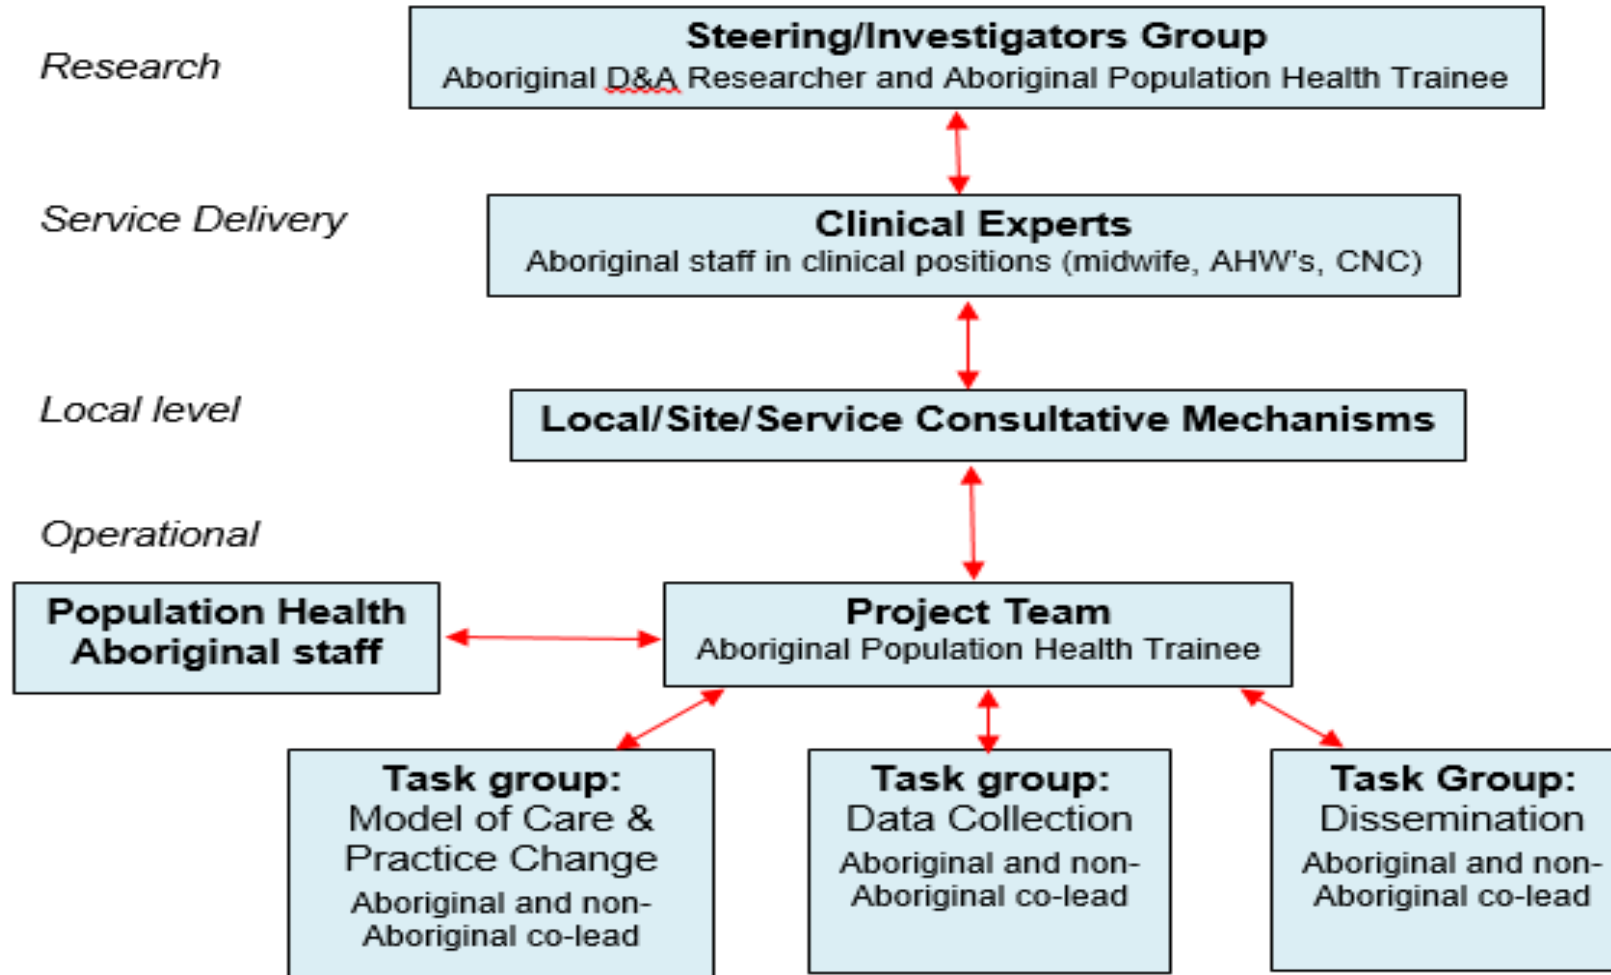 Research
Steering/Investigators Group
Aboriginal D&A Researcher and Aboriginal Population Health Trainee
Service Delivery
Clinical Experts
Aboriginal staff in clinical positions (midwife, AHW's, CNC)
Local level
Local/Site/Service Consultative Mechanisms
Operational
Population Health
Aboriginal staff
Project Team
Aboriginal Population Health Trainee
Task group:
Model of Care &
Practice Change
Aboriginal and non-
Aboriginal co-lead
Task group:
Data Collection
Aboriginal and non-
Aboriginal co-lead
Task Group:
Dissemination
Aboriginal and non-
Aboriginal co-lead